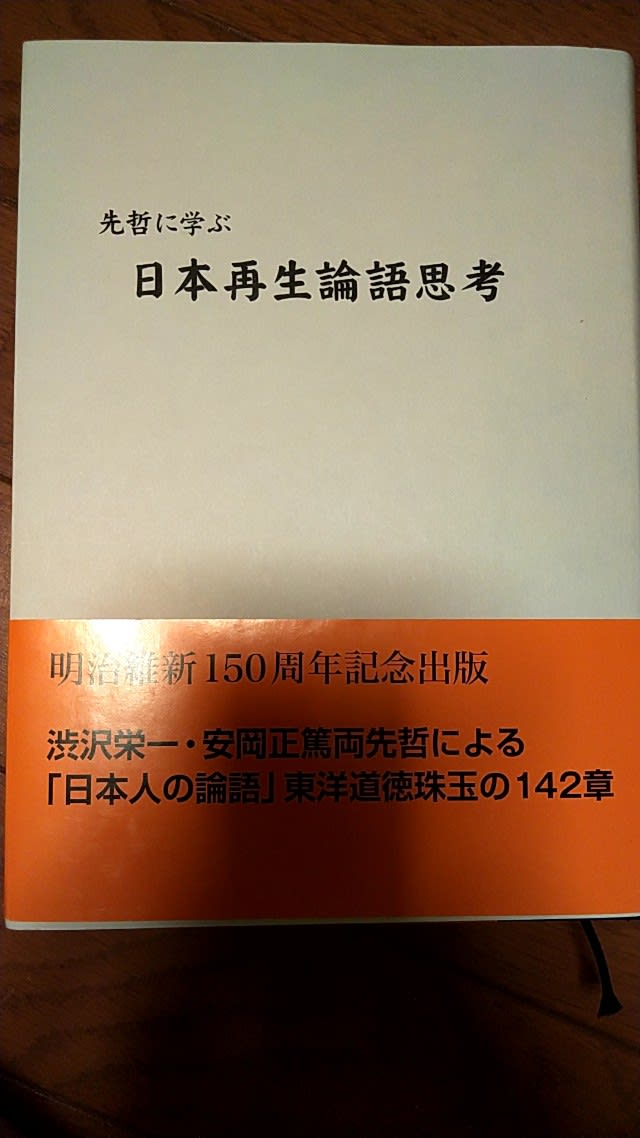 先哲に学ぶ
日本再生論語思考
明治維新150周年記念出版
渋沢栄一・安岡正篤両先哲による
「日本人の論語」東洋道徳珠玉の142章